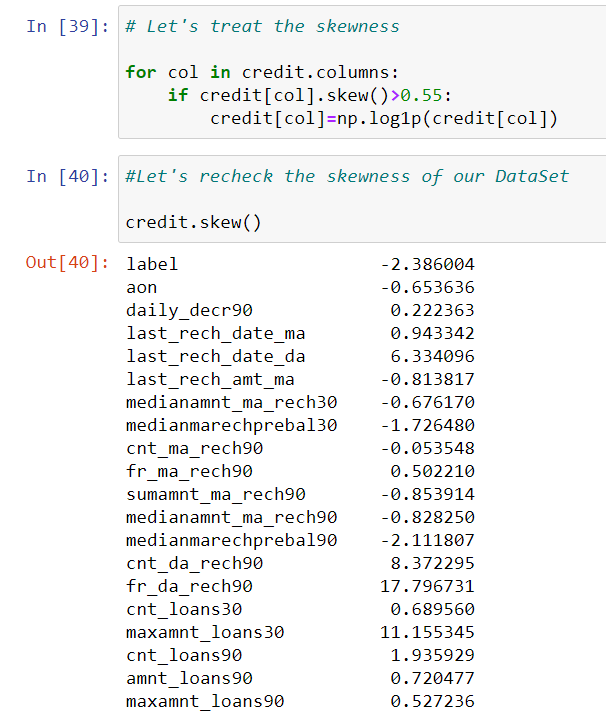 In [39]: # Let's treat the skewness
for col in credit.columns:
    if credit[col].skew()>0.55:
        credit[col]=np.log1p(credit[col])
In [40]: #Let's recheck the skewness of our DataSet
credit.skew()
Out[40]: label -2.386004
aon -0.653636
daily_decr90 0.222363
last_rech_date_ma 0.943342
last_rech_date_da 6.334096
last_rech_amt_ma -0.813817
medianamnt_ma_rech30 -0.676170
medianmarechprebal30 -1.726480
cnt_ma_rech90 -0.053548
fr_ma_rech90 0.502210
sumamnt_ma_rech90 -0.853914
medianamnt_ma_rech90 -0.828250
medianmarechprebal90 -2.111807
cnt_da_rech90 8.372295
fr_da_rech90 17.796731
cnt_loans30 0.689560
maxamnt_loans30 11.155345
cnt_loans90 1.935929
amnt_loans90 0.720477
maxamnt_loans90 0.527236